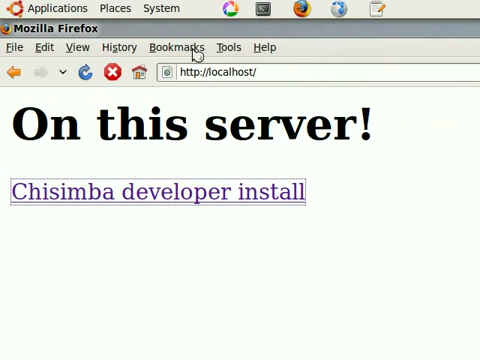 Applications Places System
Mozilla Firefox
File Edit View History Bookmarks Tools Help
http://localhost/
On this server!
Chisimba developer install